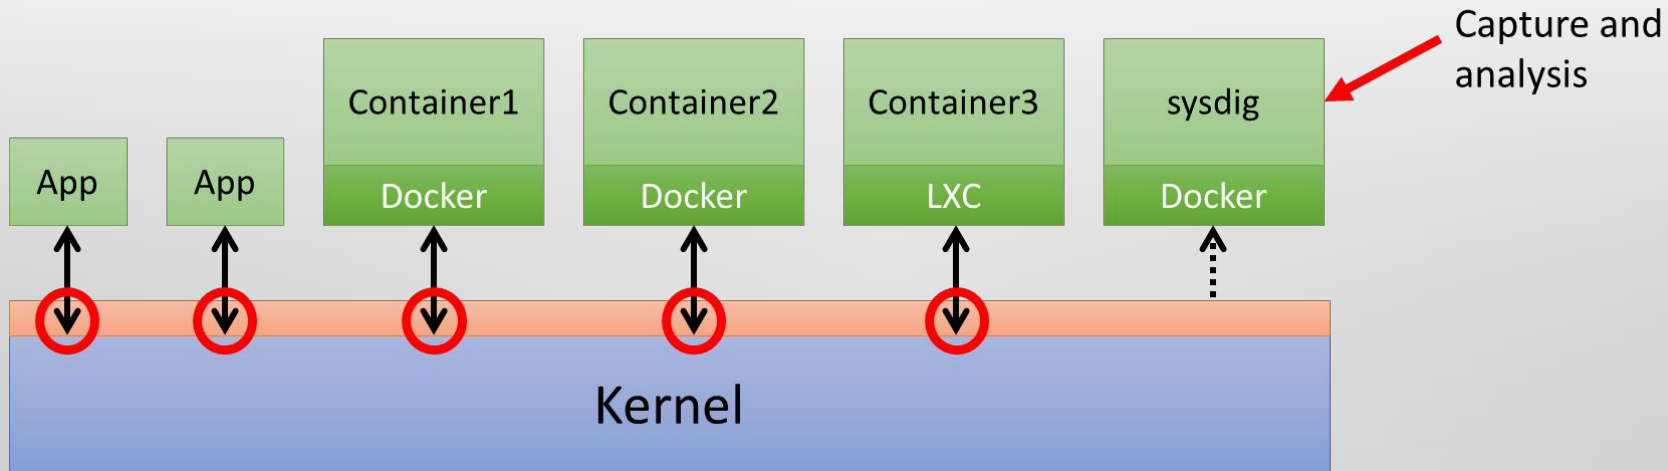 Capture and
analysis
Container1
Container2
Container3
sysdig
App
App
Docker
Docker
LXC
Docker
Kernel